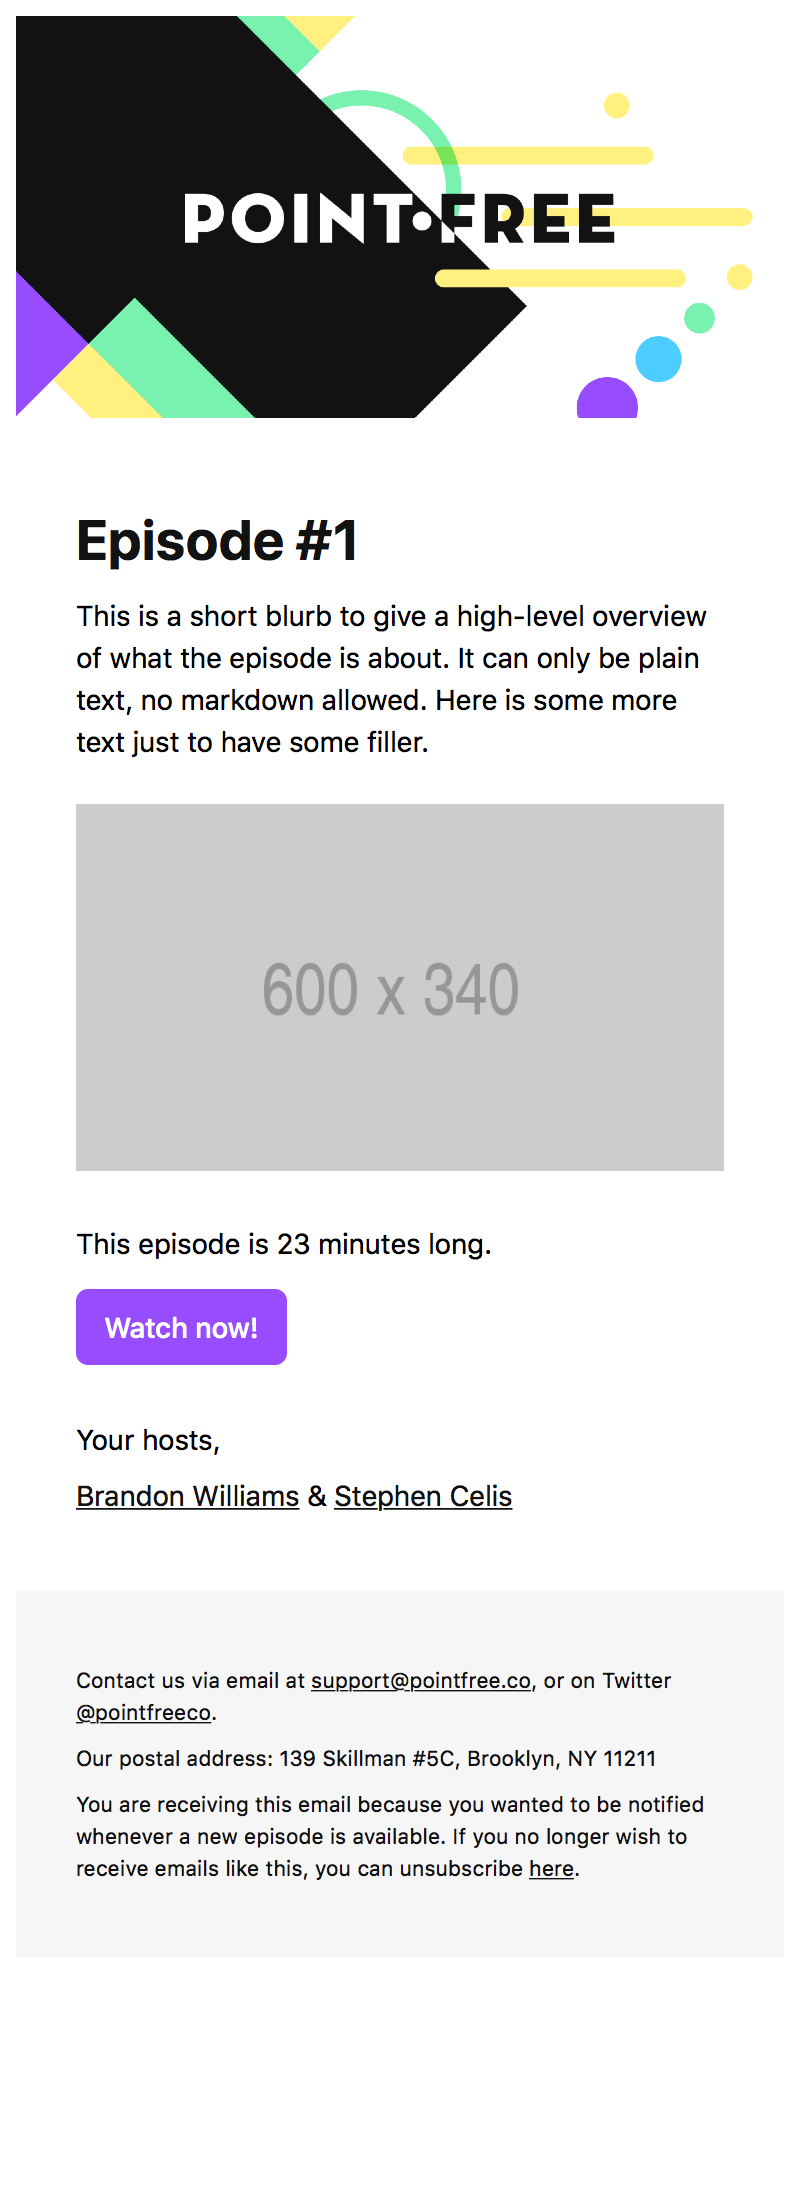 POINT•FREE
Episode #1
This is a short blurb to give a high-level overview
of what the episode is about. It can only be plain
text, no markdown allowed. Here is some more
text just to have some filler.
600 x 340
This episode is 23 minutes long.
Watch now!
Your hosts,
Brandon Williams & Stephen Celis
Contact us via email at support@pointfree.co, or on Twitter
@pointfreeco.
Our postal address: 139 Skillman #5C, Brooklyn, NY 11211
You are receiving this email because you wanted to be notified
whenever a new episode is available. If you no longer wish to
receive emails like this, you can unsubscribe here.